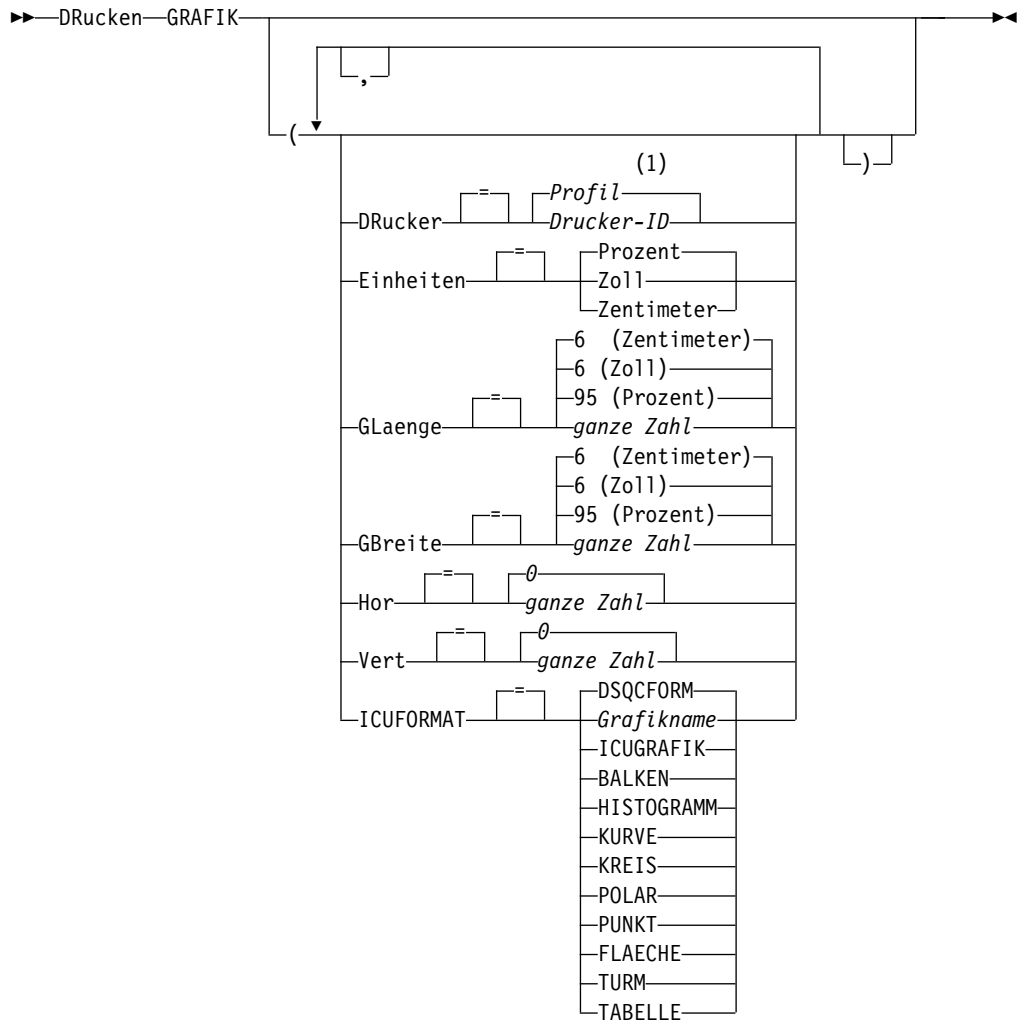 DRucken GRAFIK
,
( )
(1)
DRucker = Profil
Drucker-ID
Einheiten = Prozent
Zoll
Zentimeter
GLaenge = 6 (Zentimeter)
6 (Zoll)
95 (Prozent)
ganze Zahl
GBreite = 6 (Zentimeter)
6 (Zoll)
95 (Prozent)
ganze Zahl
Hor = 0
ganze Zahl
Vert = 0
ganze Zahl
ICUFORMAT = DSQCFORM
Grafikname
ICUGRAFIK
BALKEN
HISTOGRAMM
KURVE
KREIS
POLAR
PUNKT
FLAECHE
TURM
TABELLE